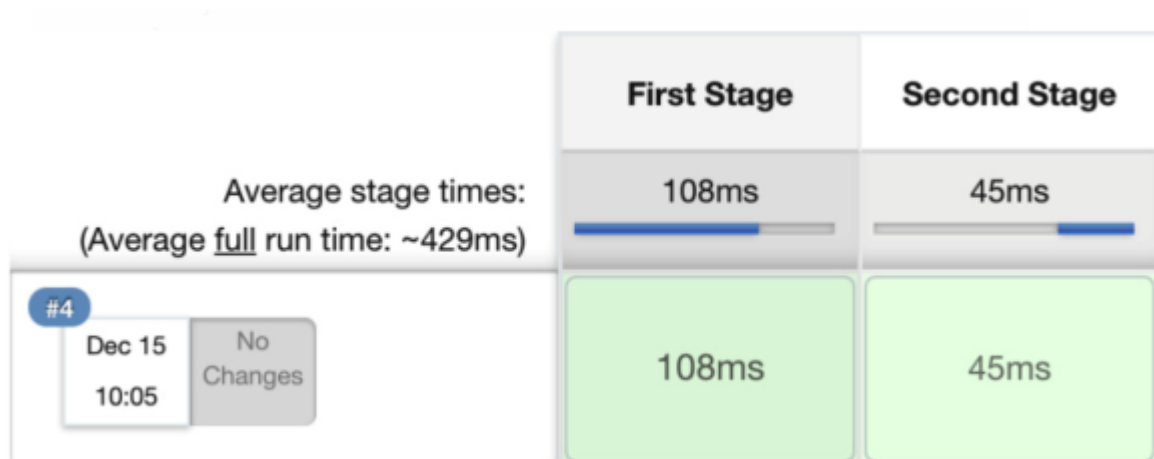 First Stage
Second Stage
Average stage times:
(Average full run time: ~429ms)
108ms
45ms
#4
Dec 15
10:05
No
Changes
108ms
45ms